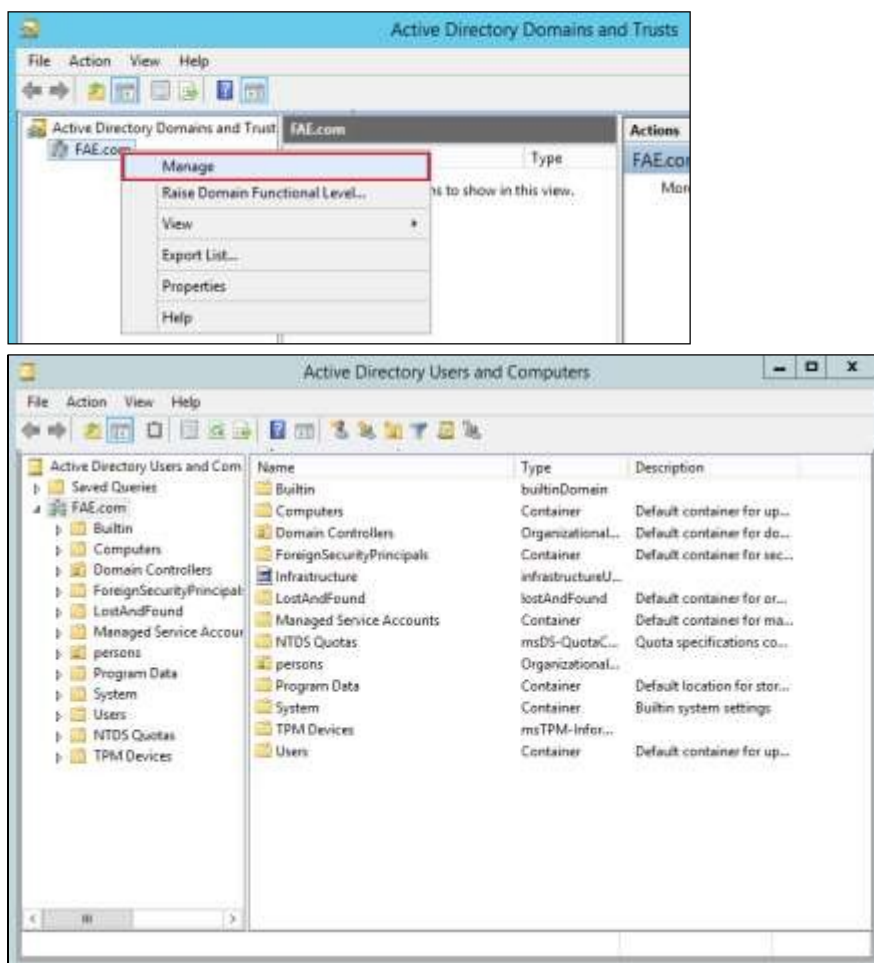 Active Directory Domains and Trusts
File Action View Help
Active Directory Domains and Trust
FAE.com
FAE.com
Type
ns to show in this view.
Manage
Raise Domain Functional Level...
View
Export List...
Properties
Help
Actions
FAE.co
Mor
Active Directory Users and Computers
File Action View Help
Active Directory Users and Com
Saved Queries
FAE.com
Builtin
Computers
Domain Controllers
ForeignSecurityPrincipal
LostAndFound
Managed Service Accou
persons
Program Data
System
Users
NTDS Quotas
TPM Devices
Name Type Description
Builtin builtinDomain
Computers Container Default container for up...
Domain Controllers Organizational... Default container for do...
ForeignSecurityPrincipals Container Default container for sec...
Infrastructure infrastructureU...
LostAndFound lostAndFound Default container for or...
Managed Service Accounts Container Default container for ma...
NTDS Quotas msDS-QuotaC... Quota specifications co...
persons Organizational...
Program Data Container Default location for stor...
System Container Builtin system settings
TPM Devices msTPM-Infor...
Users Container Default container for up...